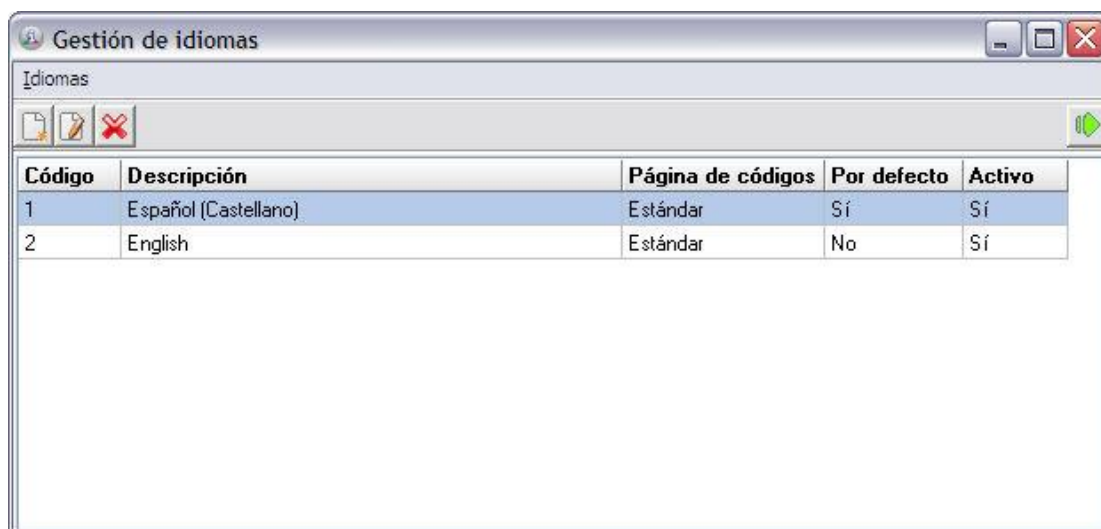 Gestión de idiomas
Idiomas
Código Descripción Página de códigos Por defecto Activo
1 Español (Castellano) Estándar Sí Sí
2 English Estándar No Sí